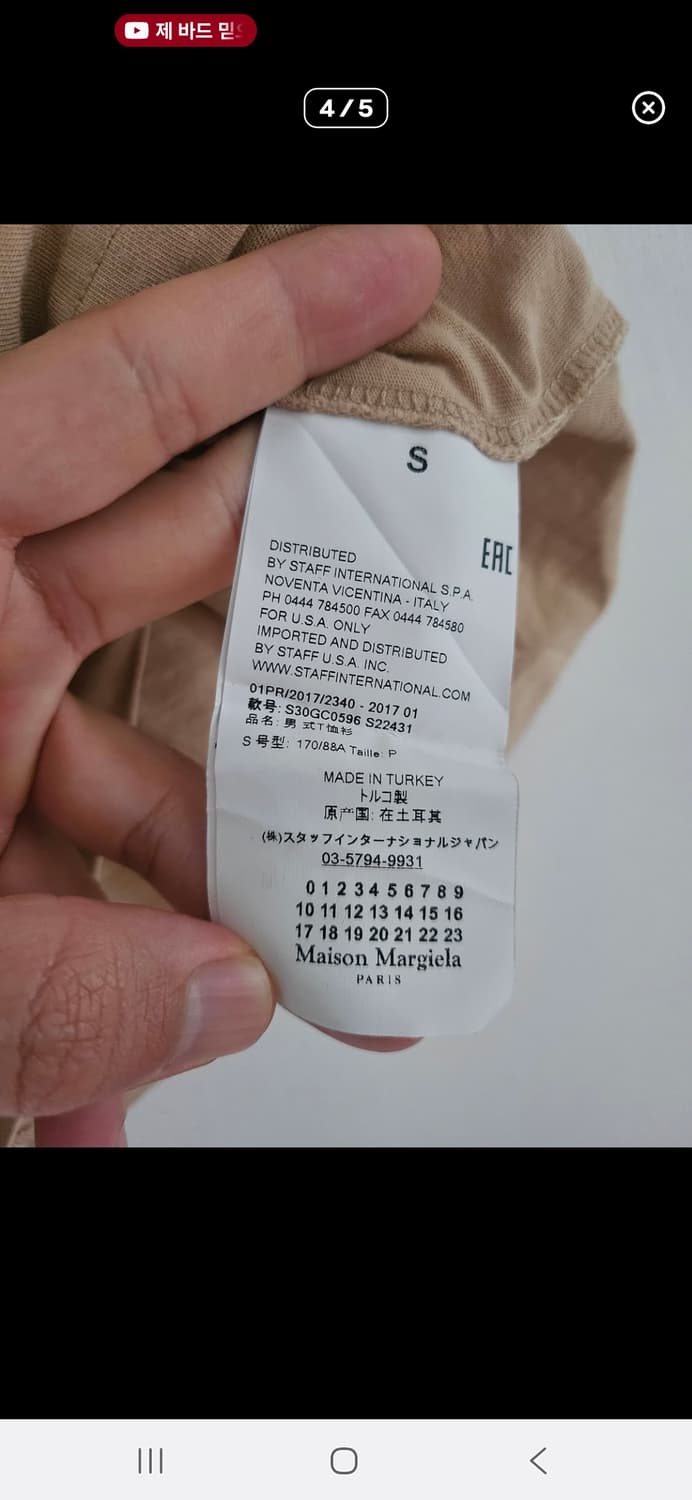 제 바드 믿
4/5
S
EAC
DISTRIBUTED
BY STAFF INTERNATIONAL S.P.A.
NOVENTA VICENTINA - ITALY
PH 0444 784500 FAX 0444 784580
FOR U.S.A. ONLY
IMPORTED AND DISTRIBUTED
BY STAFF U.S.A. INC.
WWW.STAFFINTERNATIONAL.COM
01PR/2017/2340 - 2017 01
款号: S30GC0596 S22431
品名: 男 式T恤衫
S 号型: 170/88A Taille: P
MADE IN TURKEY
トルコ製
原产国: 在土耳其
(株)スタッフインターナショナルジャパン
03-5794-9931
0 1 2 3 4 5 6 7 8 9
10 11 12 13 14 15 16
17 18 19 20 21 22 23
Maison Margiela
PARIS